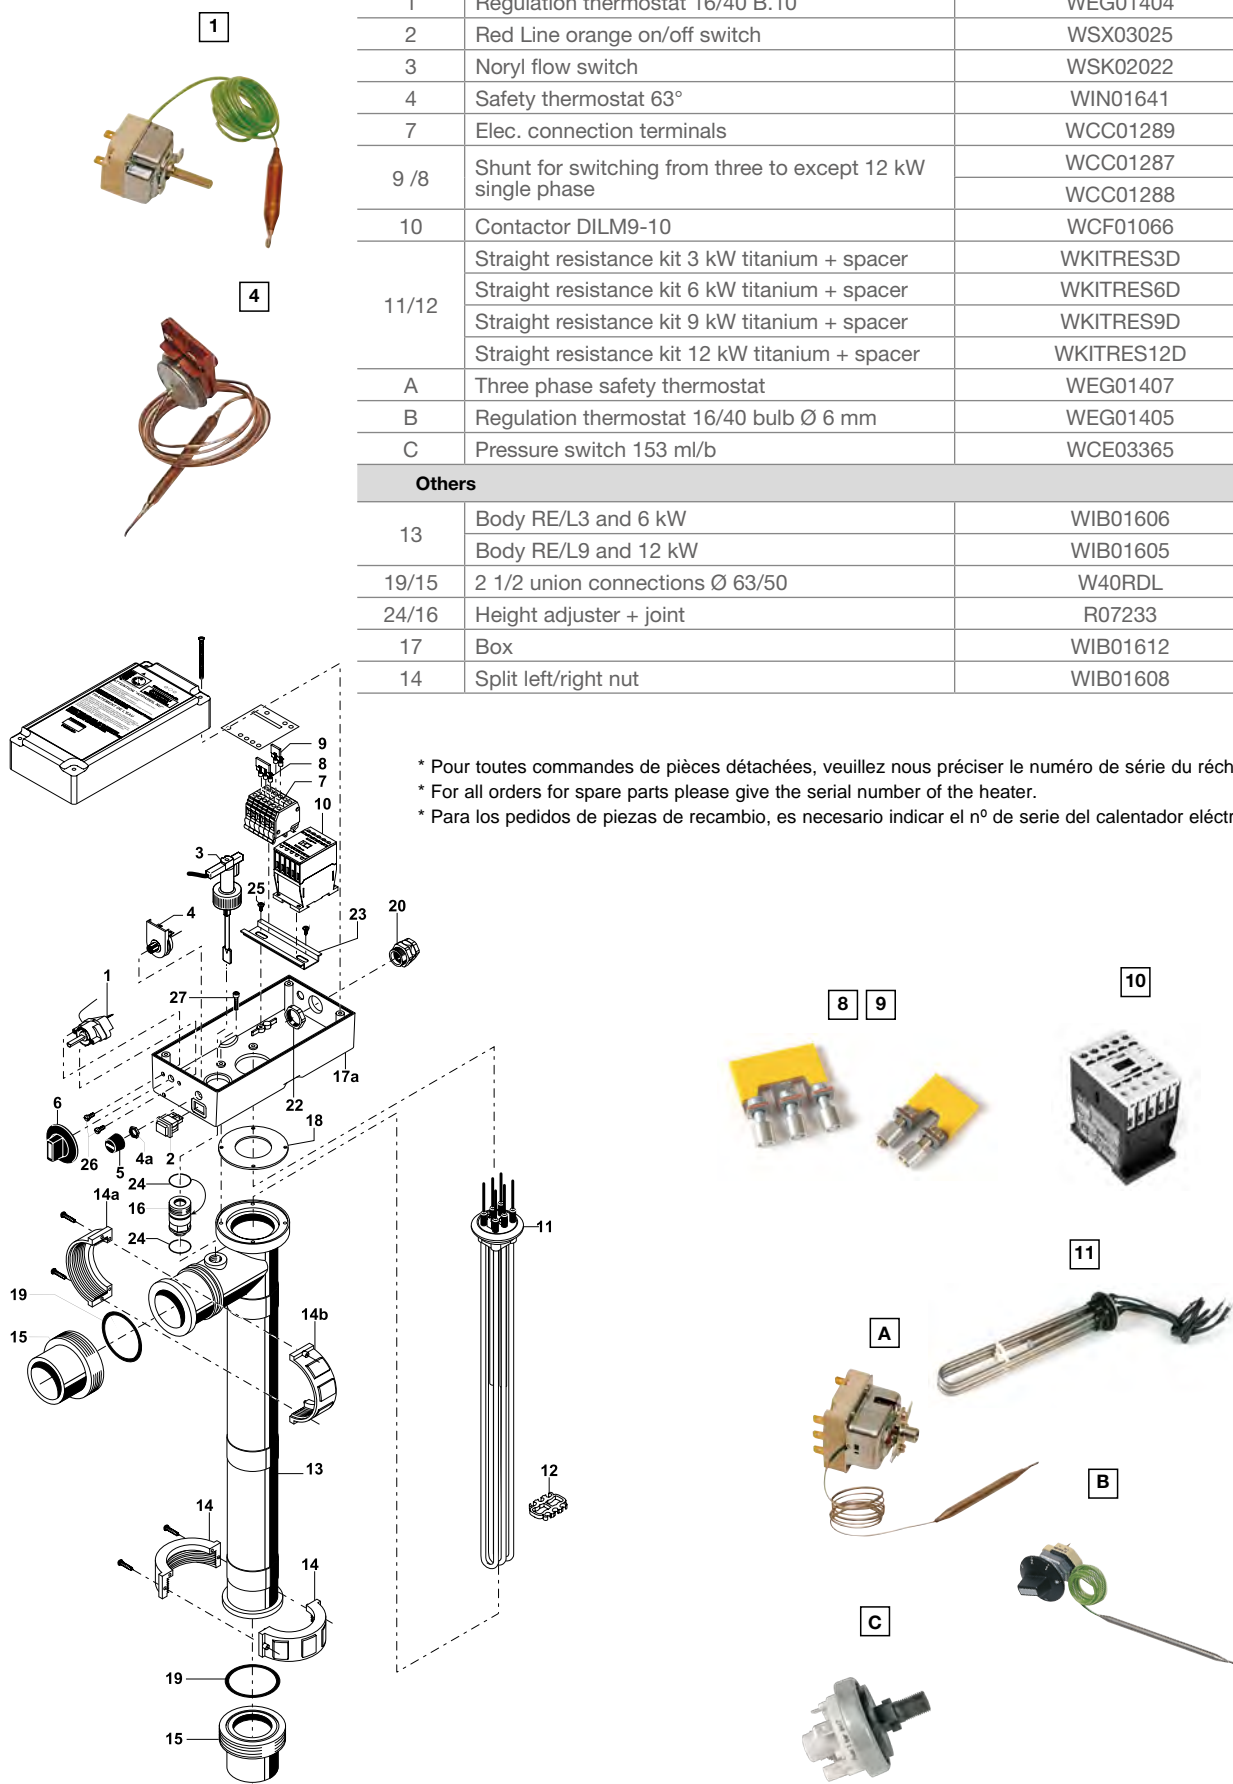 1 Regulation thermostat 16/40 B.10 WEG01404
2 Red Line orange on/off switch WSX03025
3 Noryl flow switch WSK02022
4 Safety thermostat 63° WIN01641
7 Elec. connection terminals WCC01289
9 /8 Shunt for switching from three to except 12 kW single phase WCC01287
WCC01288
10 Contactor DILM9-10 WCF01066
11/12 Straight resistance kit 3 kW titanium + spacer WKITRES3D
Straight resistance kit 6 kW titanium + spacer WKITRES6D
Straight resistance kit 9 kW titanium + spacer WKITRES9D
Straight resistance kit 12 kW titanium + spacer WKITRES12D
A Three phase safety thermostat WEG01407
B Regulation thermostat 16/40 bulb Ø 6 mm WEG01405
C Pressure switch 153 ml/b WCE03365
Others
13 Body RE/L3 and 6 kW WIB01606
Body RE/L9 and 12 kW WIB01605
19/15 2 1/2 union connections Ø 63/50 W40RDL
24/16 Height adjuster + joint R07233
17 Box WIB01612
14 Split left/right nut WIB01608
* Pour toutes commandes de pièces détachées, veuillez nous préciser le numéro de série du réch
* For all orders for spare parts please give the serial number of the heater.
* Para los pedidos de piezas de recambio, es necesario indicar el nº de serie del calentador eléctr
1
4
9
8
7
10
3
25
4
23
20
1
27
17a
6
22
18
26
5
4a
2
24
14a
16
24
11
19
15
14b
13
12
14
14
19
15
8 9
10
11
A
B
C